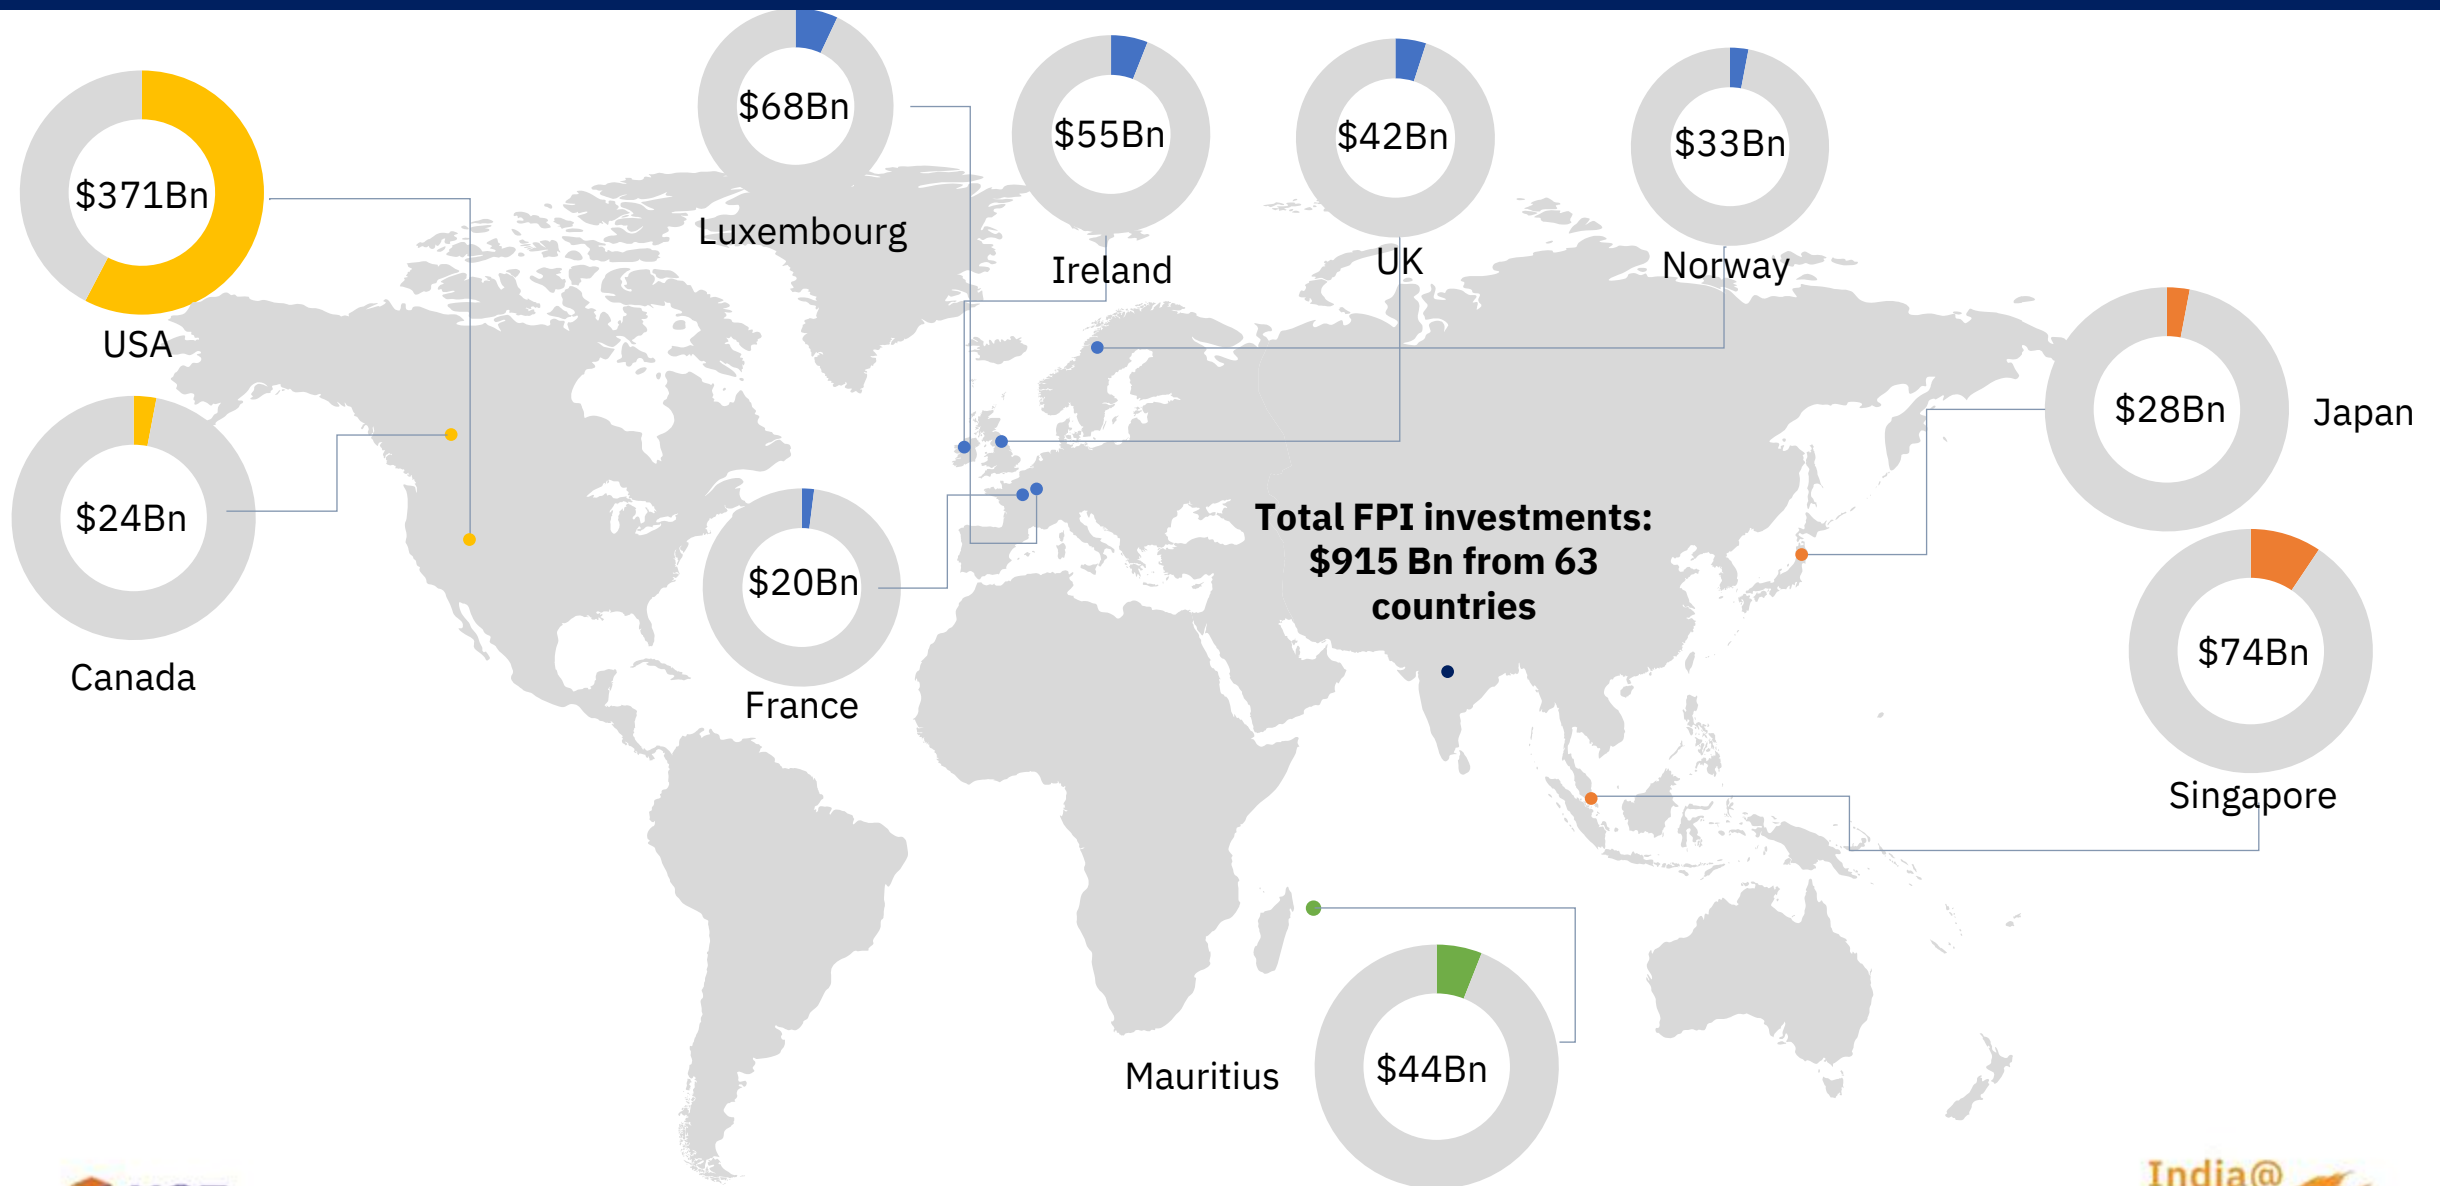 $68Bn
$55Bn
$42Bn
$33Bn
$371Bn
Luxembourg
Ireland
UK
Norway
USA
$28Bn
Japan
$24Bn
Total FPI investments:
$915 Bn from 63
countries
$20Bn
$74Bn
Canada
France
Singapore
Mauritius
$44Bn
India@